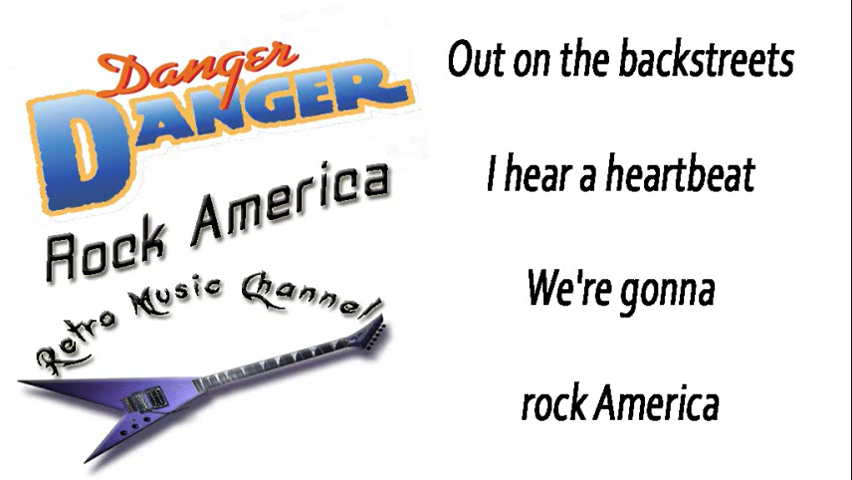 Danger
DANGER
Rock America
Retro Music Channel
Out on the backstreets
I hear a heartbeat
We're gonna
rock America